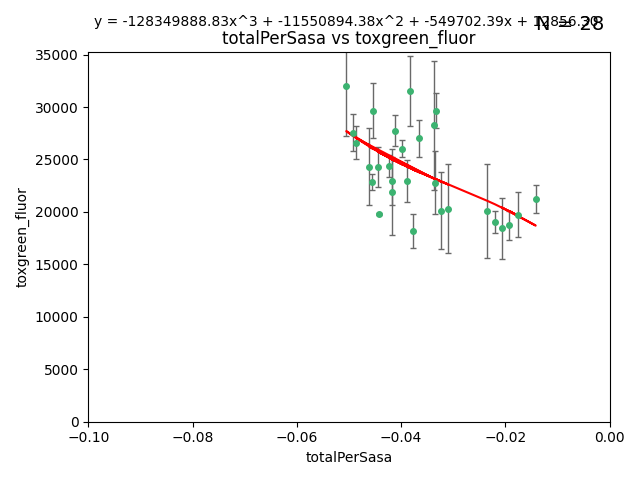 y = -128349888.83x^3 + -11550894.38x^2 + -549702.39x +
N = 28
totalPerSasa vs toxgreen_fluor
35000
30000
25000
20000
15000
10000
5000
0
toxgreen_fluor
−0.10 −0.08 −0.06 −0.04 −0.02 0.00
totalPerSasa